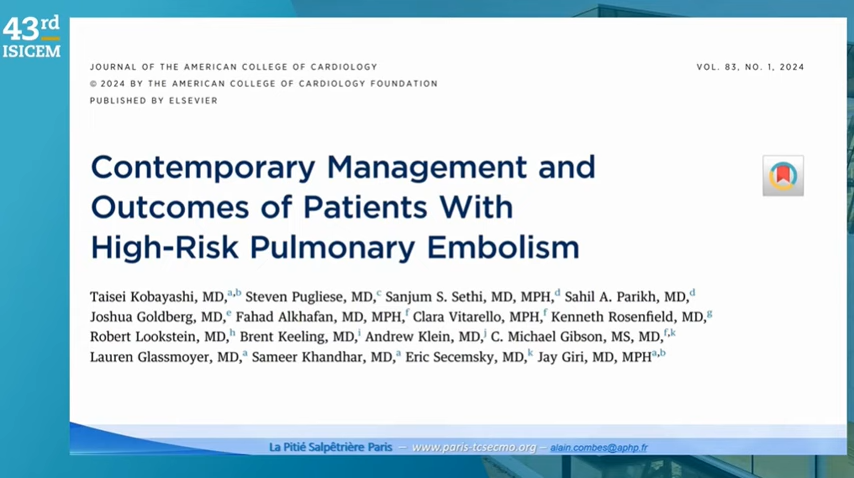 43rd
ISICEM
JOURNAL OF THE AMERICAN COLLEGE OF CARDIOLOGY
VOL. 83, NO. 1, 2024
© 2024 BY THE AMERICAN COLLEGE OF CARDIOLOGY FOUNDATION
PUBLISHED BY ELSEVIER
Contemporary Management and
Outcomes of Patients With
High-Risk Pulmonary Embolism
Taisei Kobayashi, MD,a,b Steven Pugliese, MD,c Sanjum S. Sethi, MD, MPH,d Sahil A. Parikh, MD,d
Joshua Goldberg, MD,e Fahad Alkhafan, MD, MPH,f Clara Vitarello, MPH,f Kenneth Rosenfield, MD,g
Robert Lookstein, MD,h Brent Keeling, MD,i Andrew Klein, MD,j C. Michael Gibson, MS, MD,f,k
Lauren Glassmoyer, MD,a Sameer Khandhar, MD,a Eric Secemsky, MD,k Jay Giri, MD, MPHa,b
La Pitié Salpêtrière Paris – www.paris-tcsecmo.org – alain.combes@aphp.fr